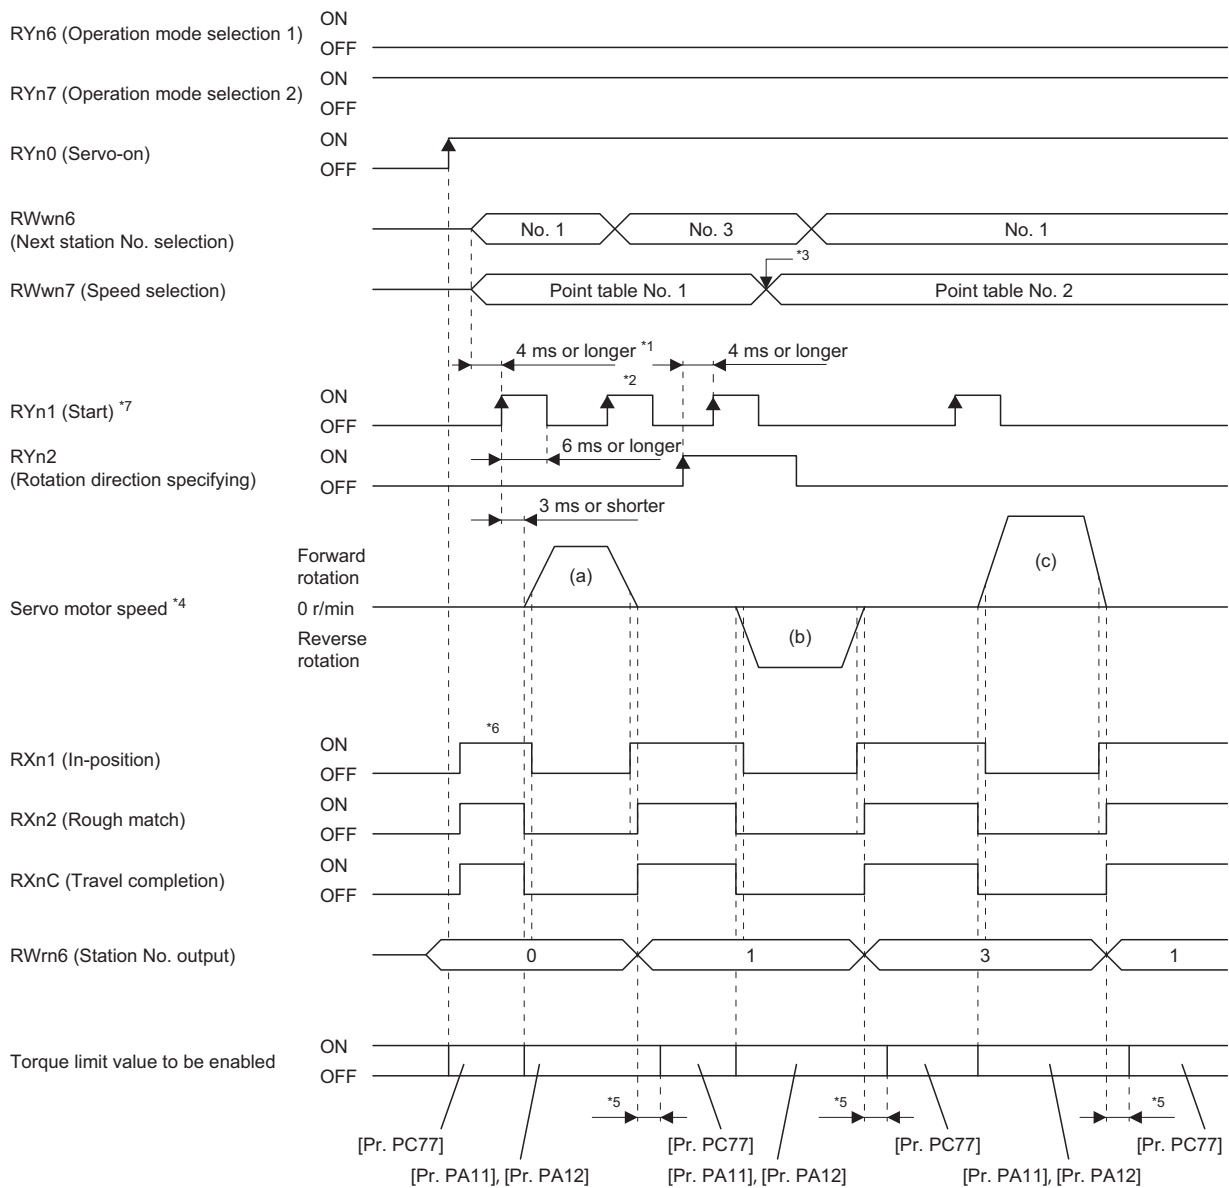 ON
RYn6 (Operation mode selection 1)
OFF
ON
RYn7 (Operation mode selection 2)
OFF
ON
RYn0 (Servo-on)
OFF
RWwn6
(Next station No. selection)
No. 1
No. 3
No. 1
*3
RWwn7 (Speed selection)
Point table No. 1
Point table No. 2
4 ms or longer *1
4 ms or longer
*2
ON
RYn1 (Start) *7
OFF
6 ms or longer
RYn2
(Rotation direction specifying)
ON
OFF
3 ms or shorter
Forward
rotation
(a)
(c)
Servo motor speed *4
0 r/min
Reverse
rotation
(b)
*6
ON
RXn1 (In-position)
OFF
ON
RXn2 (Rough match)
OFF
ON
RXnC (Travel completion)
OFF
RWrn6 (Station No. output)
0
1
3
1
ON
Torque limit value to be enabled
OFF
*5
*5
*5
[Pr. PC77]
[Pr. PC77]
[Pr. PC77]
[Pr. PC77]
[Pr. PA11], [Pr. PA12]
[Pr. PA11], [Pr. PA12]
[Pr. PA11], [Pr. PA12]